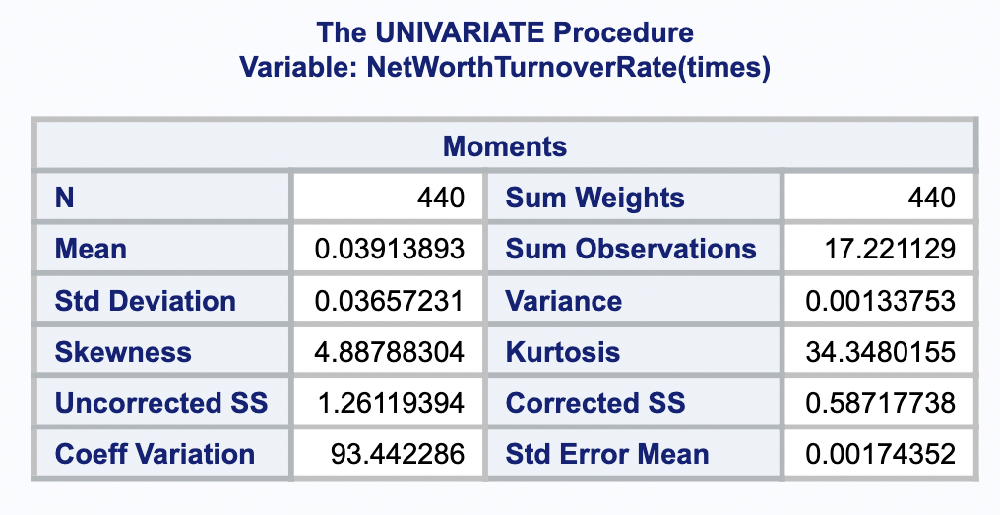 The UNIVARIATE Procedure
Variable: NetWorthTurnoverRate(times)
Moments
N 440 Sum Weights 440
Mean 0.03913893 Sum Observations 17.221129
Std Deviation 0.03657231 Variance 0.00133753
Skewness 4.88788304 Kurtosis 34.3480155
Uncorrected SS 1.26119394 Corrected SS 0.58717738
Coeff Variation 93.442286 Std Error Mean 0.00174352